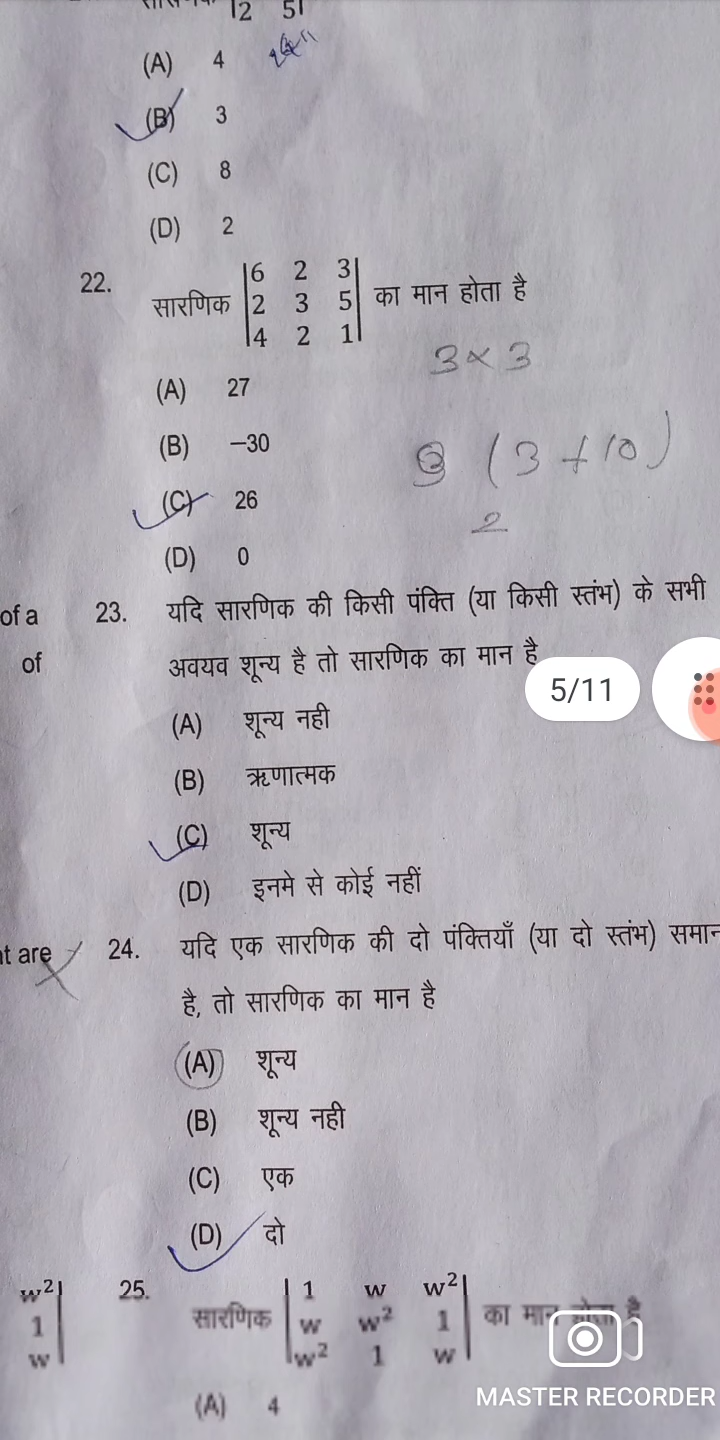 |2 5|
(A) 4
(B) 3
(C) 8
(D) 2
22. सारणिक |6 2 3| का मान होता है
|2 3 5|
|4 2 1|
3 × 3
(A) 27
(B) −30
(3 + 10)
(C) 26
2
(D) 0
of a
23. यदि सारणिक की किसी पंक्ति (या किसी स्तंभ) के सभी
of
अवयव शून्य है तो सारणिक का मान है
5/11
(A) शून्य नही
(B) ऋणात्मक
(C) शून्य
(D) इनमे से कोई नहीं
t are
24. यदि एक सारणिक की दो पंक्तियाँ (या दो स्तंभ) समान
है, तो सारणिक का मान है
(A) शून्य
(B) शून्य नही
(C) एक
(D) दो
w²|
1|
w|
25. सारणिक |1 w w²| का मान होता है
|w w² 1|
|w² 1 w|
MASTER RECORDER
(A) 4